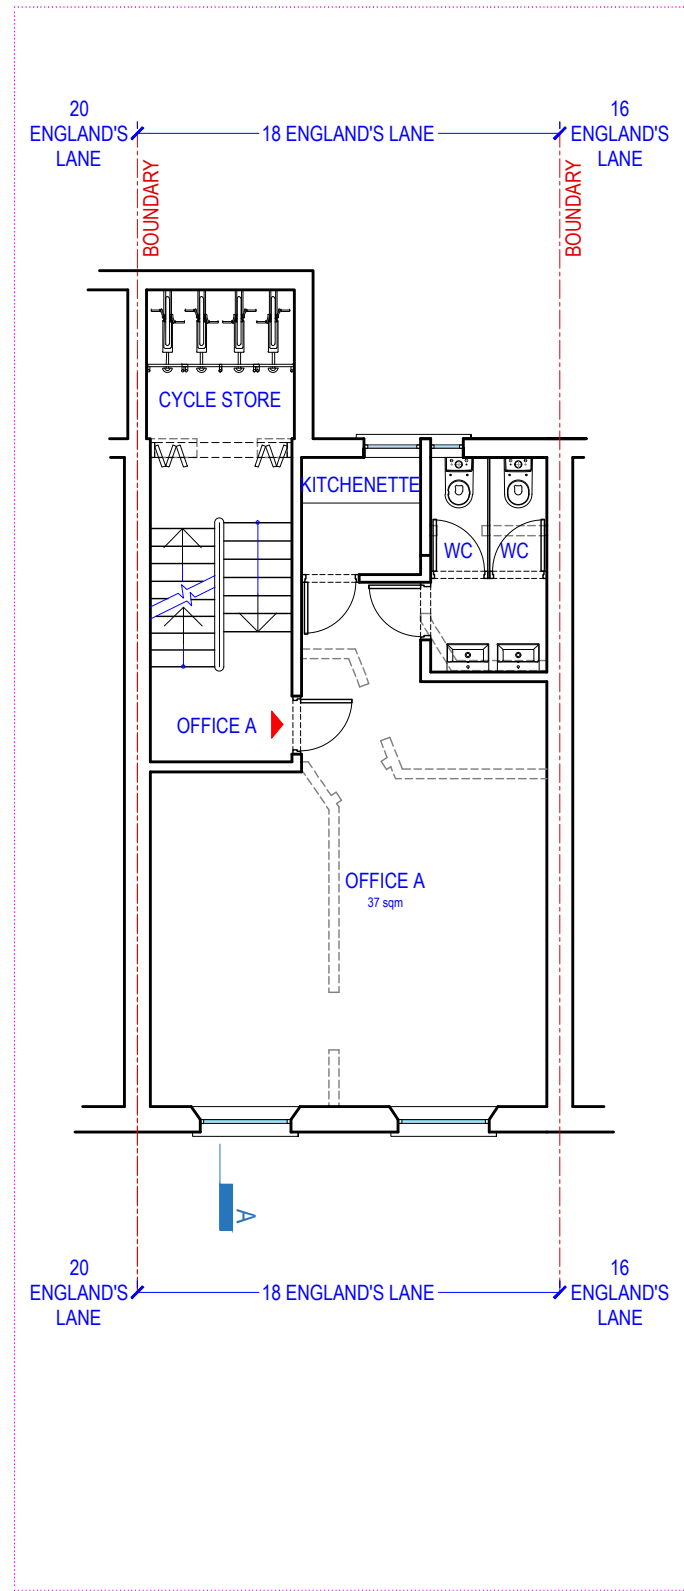 20
ENGLAND'S
LANE
18 ENGLAND'S LANE
16
ENGLAND'S
LANE
BOUNDARY
BOUNDARY
CYCLE STORE
KITCHENETTE
WC
WC
OFFICE A
OFFICE A
37 sqm
A
20
ENGLAND'S
LANE
18 ENGLAND'S LANE
16
ENGLAND'S
LANE